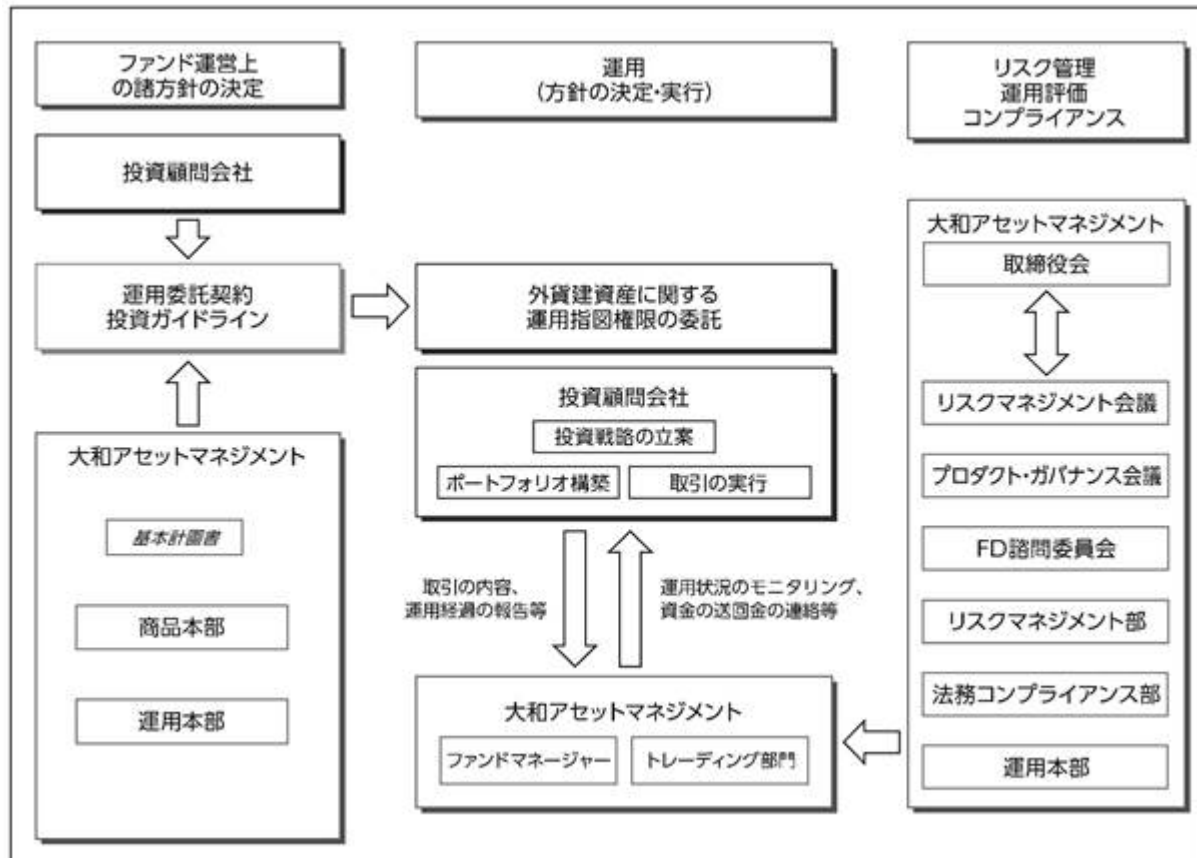 ファンド運営上
の諸方針の決定
運用
(方針の決定・実行)
リスク管理
運用評価
コンプライアンス
投資顧問会社
運用委託契約
投資ガイドライン
大和アセットマネジメント
基本計画書
商品本部
運用本部
外貨建資産に関する
運用指図権限の委託
投資顧問会社
投資戦略の立案
ポートフォリオ構築
取引の実行
取引の内容、
運用経過の報告等
運用状況のモニタリング、
資金の送回金の連絡等
大和アセットマネジメント
ファンドマネージャー
トレーディング部門
大和アセットマネジメント
取締役会
リスクマネジメント会議
プロダクト・ガバナンス会議
FD諮問委員会
リスクマネジメント部
法務コンプライアンス部
運用本部